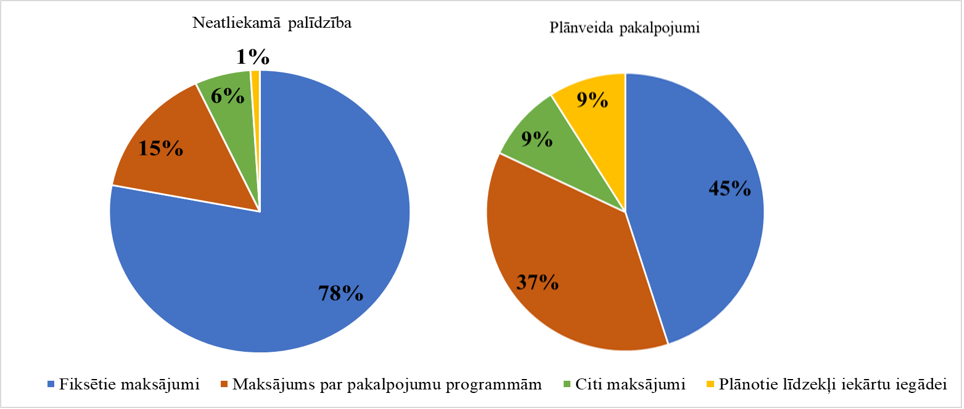 Neatliekamā palīdzība
1%
6%
15%
78%
Plānveida pakalpojumi
9%
9%
45%
37%
Fiksētie maksājumi
Maksājums par pakalpojumu programmām
Citi maksājumi
Plānotie līdzekļi iekārtu iegādei